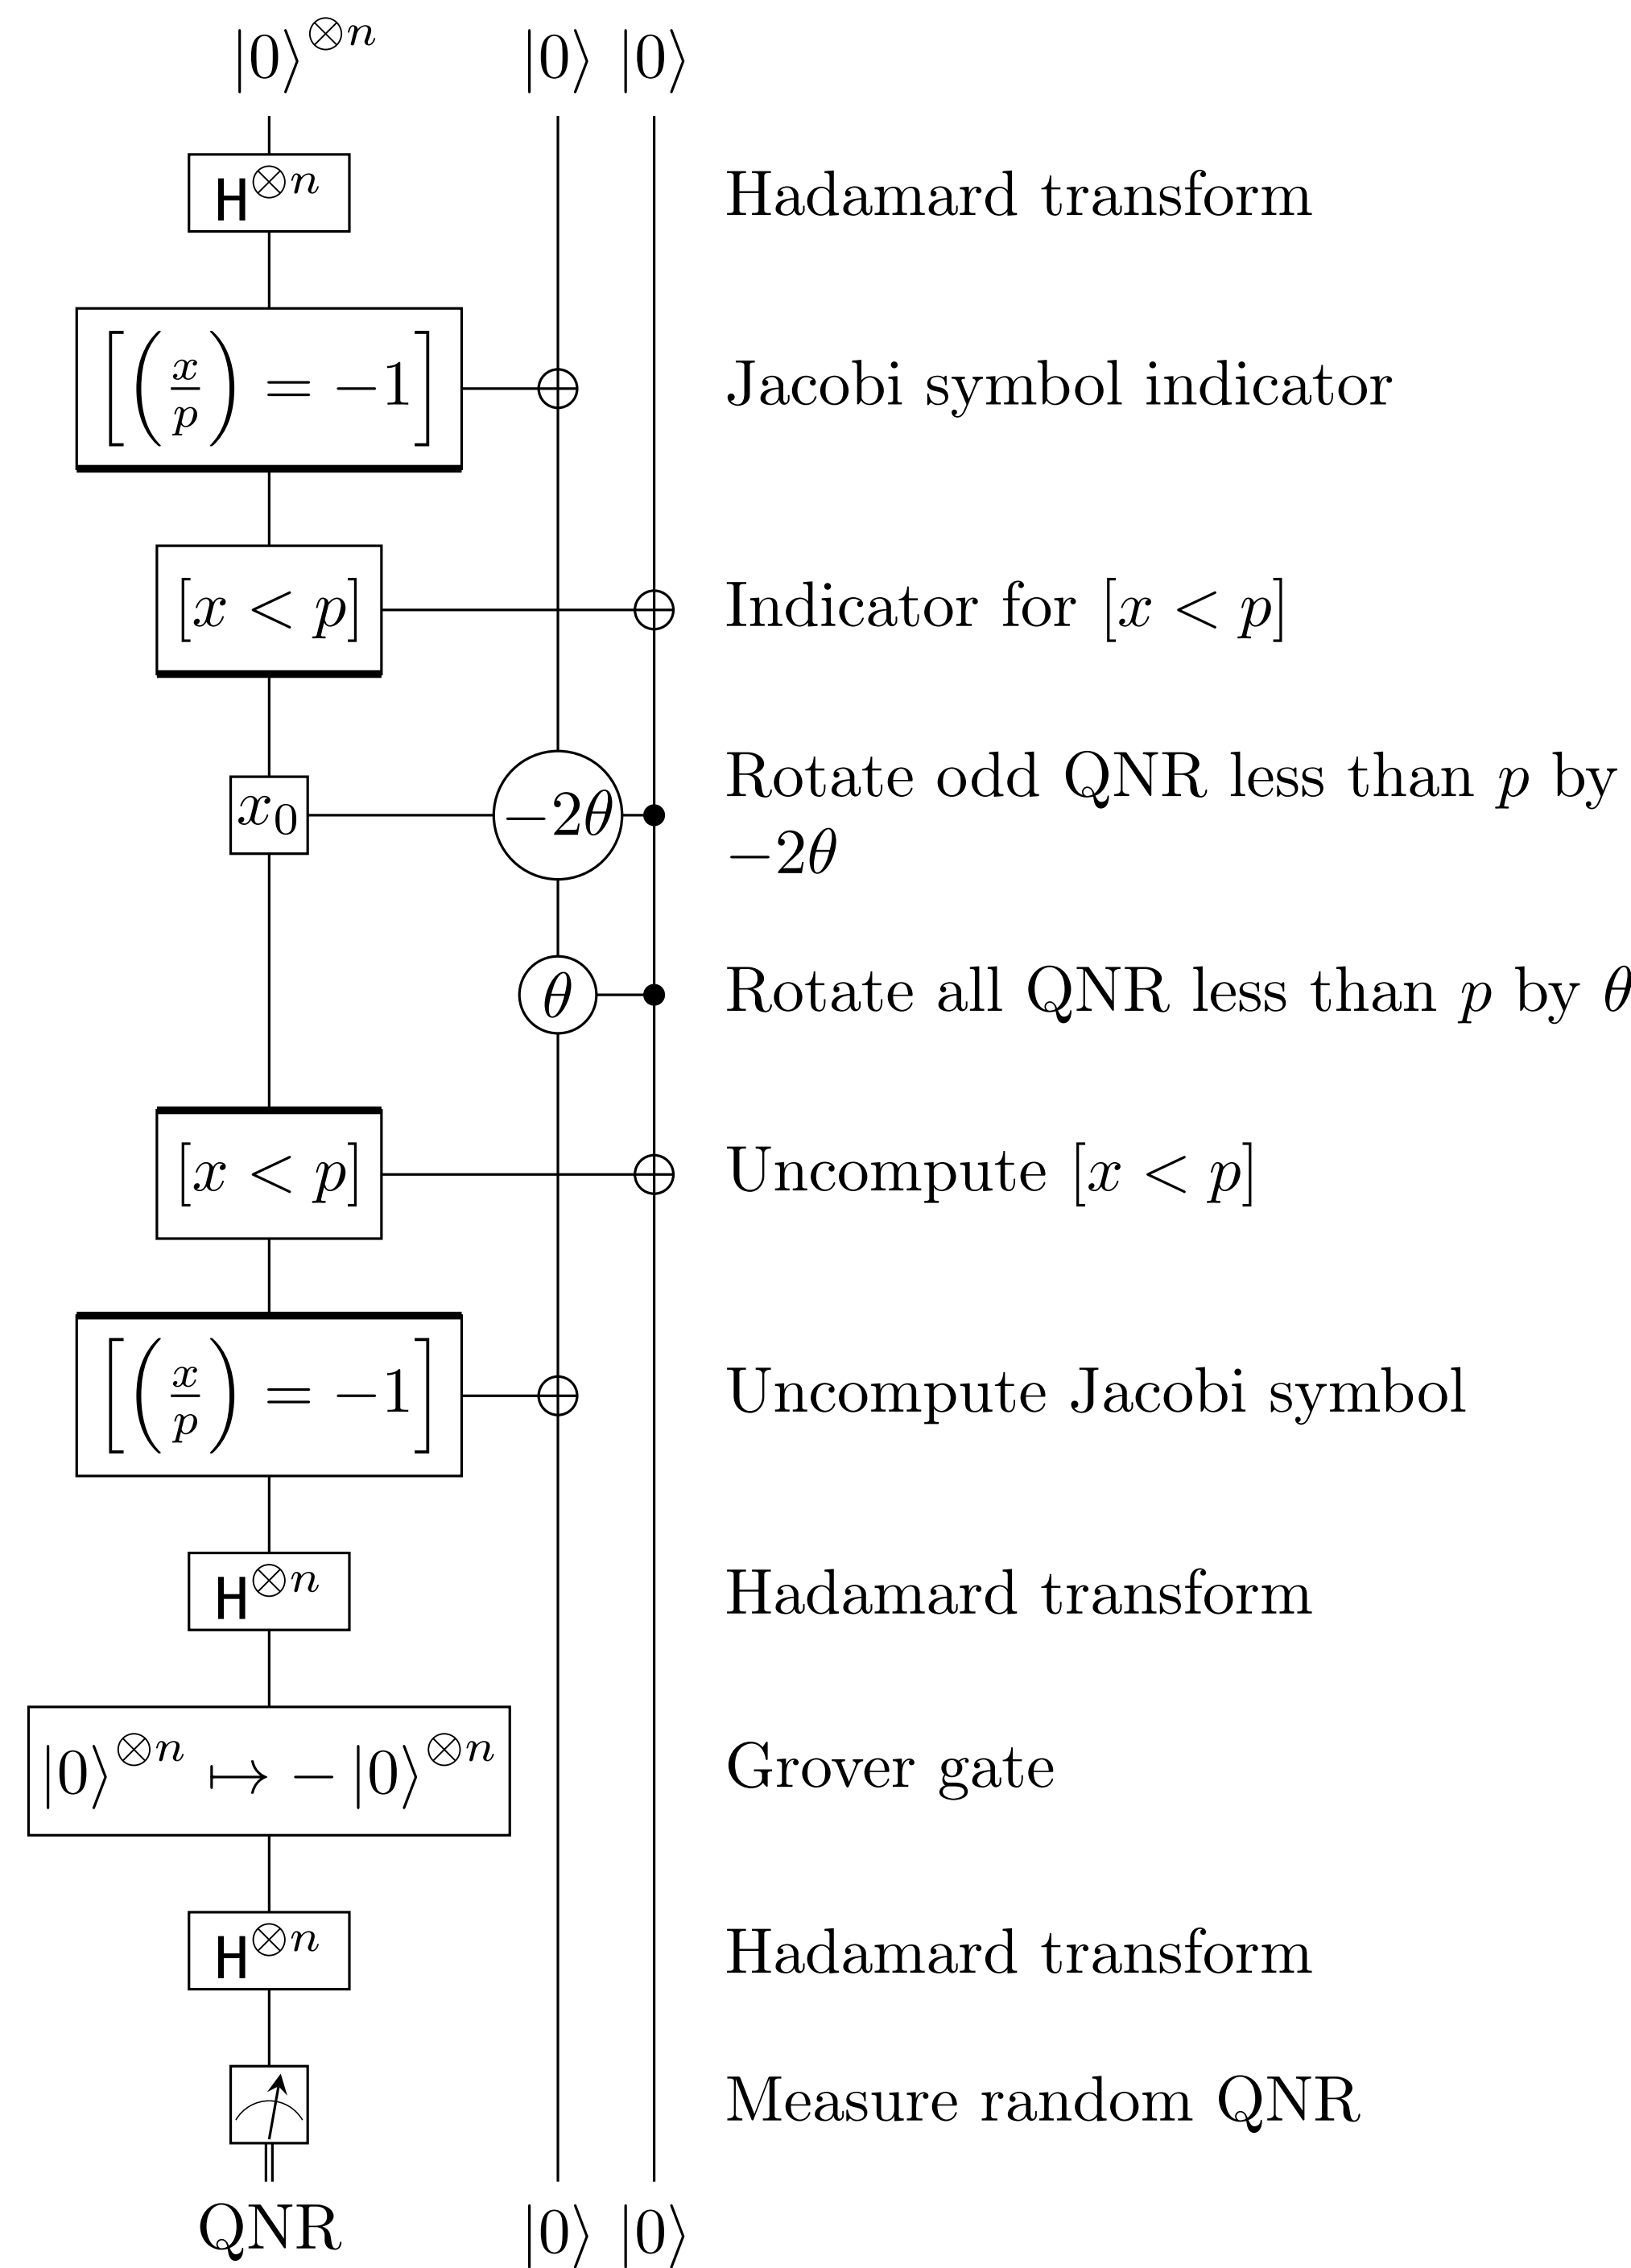 |0⟩^{⊗n} |0⟩ |0⟩
H^{⊗n} Hadamard transform
[(x/p) = −1] Jacobi symbol indicator
[x < p] Indicator for [x < p]
x₀ −2θ Rotate odd QNR less than p by
−2θ
θ Rotate all QNR less than p by θ
[x < p] Uncompute [x < p]
[(x/p) = −1] Uncompute Jacobi symbol
H^{⊗n} Hadamard transform
|0⟩^{⊗n} ↦ −|0⟩^{⊗n} Grover gate
H^{⊗n} Hadamard transform
Measure random QNR
QNR |0⟩ |0⟩